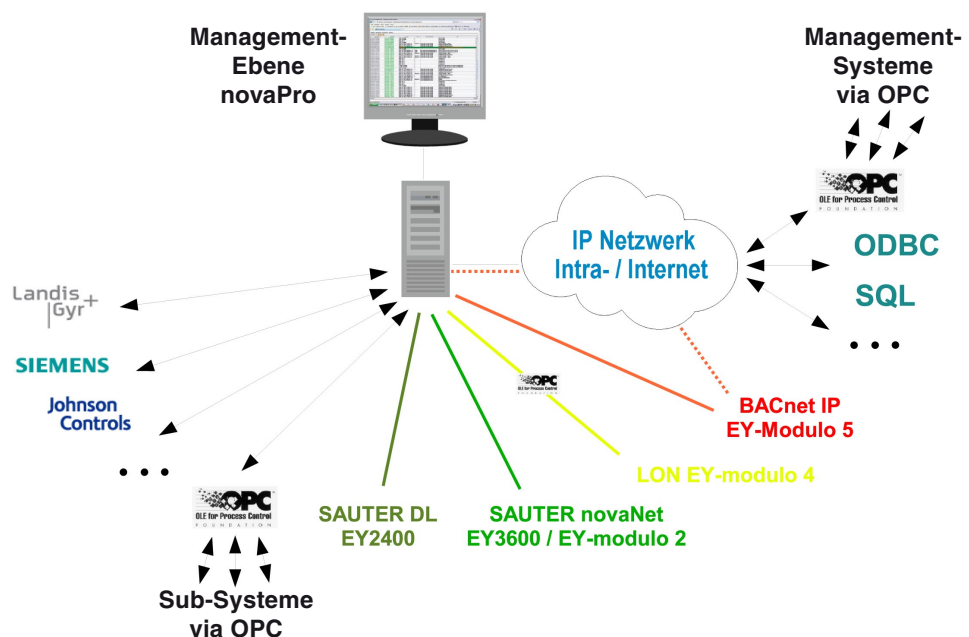 Management-
Ebene
novaPro
Management-
Systeme
via OPC
OPC
OLE for Process Control
FOUNDATION
IP Netzwerk
Intra- / Internet
ODBC
SQL
• • •
Landis
Gyr+
SIEMENS
Johnson
Controls
• • •
OPC
OLE for Process Control
FOUNDATION
Sub-Systeme
via OPC
OPC
BACnet IP
EY-Modulo 5
LON EY-modulo 4
SAUTER DL
EY2400
SAUTER novaNet
EY3600 / EY-modulo 2